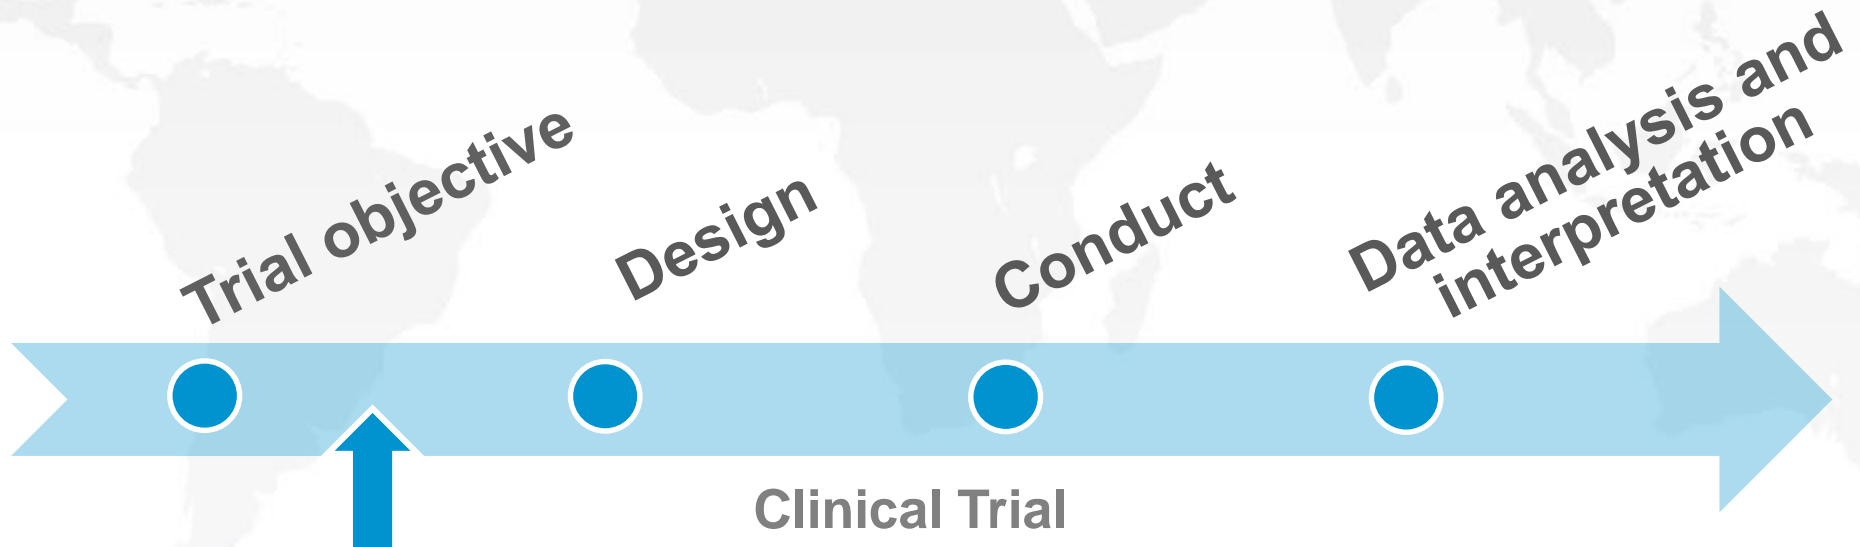 Trial objective
Design
Conduct
Data analysis and
interpretation
Clinical Trial